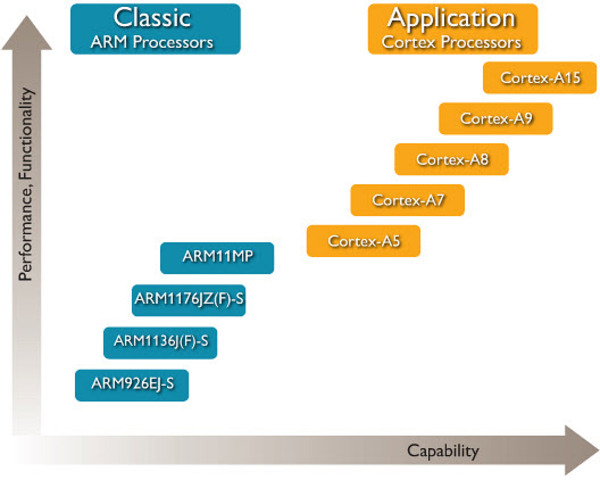 Classic
ARM Processors
Application
Cortex Processors
Cortex-A15
Cortex-A9
Cortex-A8
Cortex-A7
Cortex-A5
ARM11MP
ARM1176JZ(F)-S
ARM1136J(F)-S
ARM926EJ-S
Performance, Functionality
Capability